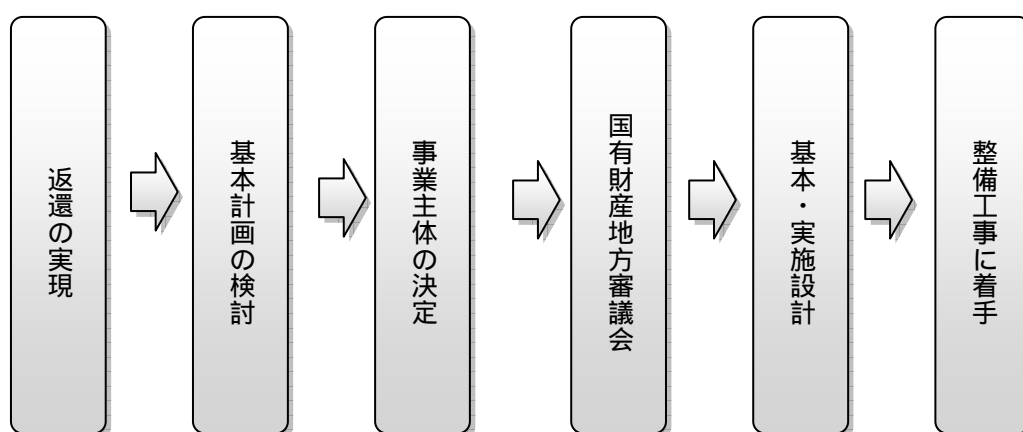 返還の実現
基本計画の検討
事業主体の決定
国有財産地方審議会
基本・実施設計
整備工事に着手